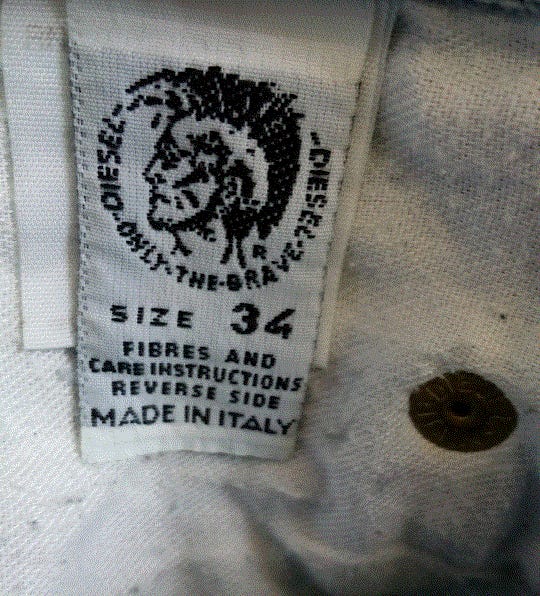 DIESEL
DIESEL
ONLY-THE-BRAVE
R
SIZE 34
FIBRES AND
CARE INSTRUCTIONS
REVERSE SIDE
MADE IN ITALY